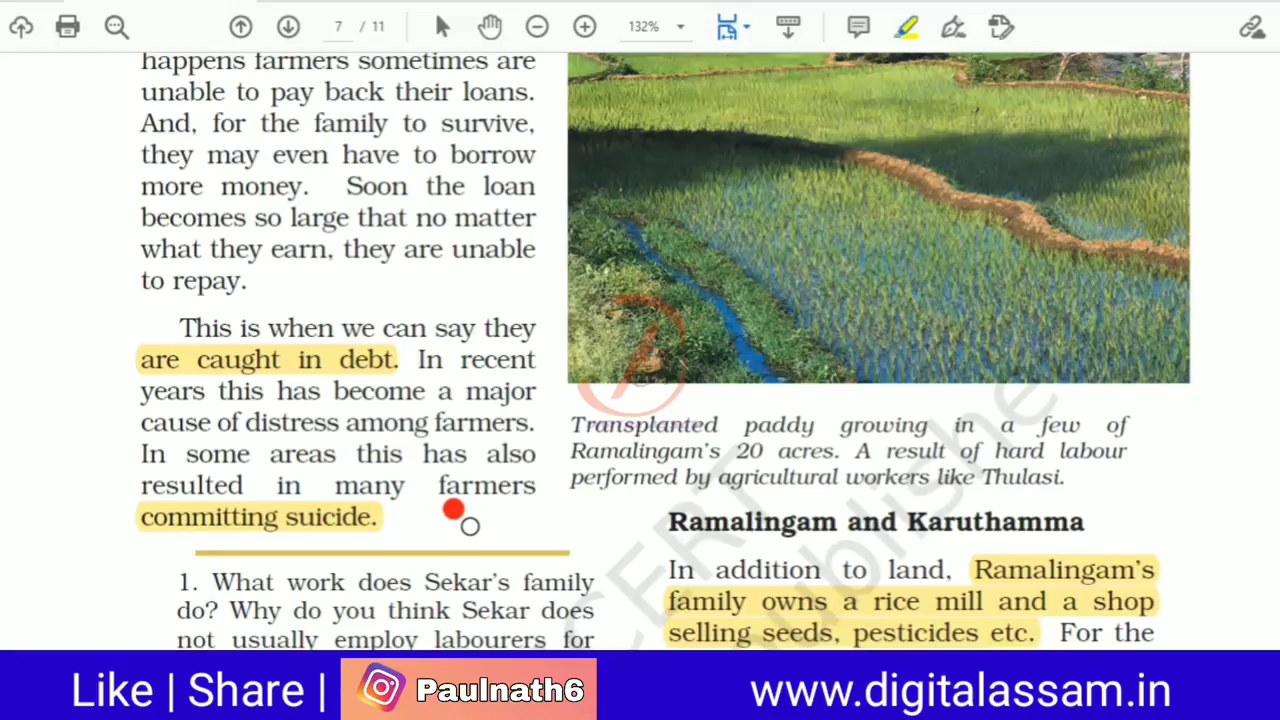 7 / 11
132%
happens farmers sometimes are
unable to pay back their loans.
And, for the family to survive,
they may even have to borrow
more money. Soon the loan
becomes so large that no matter
what they earn, they are unable
to repay.
This is when we can say they
are caught in debt. In recent
years this has become a major
cause of distress among farmers.
In some areas this has also
resulted in many farmers
committing suicide.
1. What work does Sekar's family
do? Why do you think Sekar does
not usually employ labourers for
Transplanted paddy growing in a few of
Ramalingam's 20 acres. A result of hard labour
performed by agricultural workers like Thulasi.
Ramalingam and Karuthamma
In addition to land, Ramalingam's
family owns a rice mill and a shop
selling seeds, pesticides etc. For the
Like | Share | Paulnath6
www.digitalassam.in